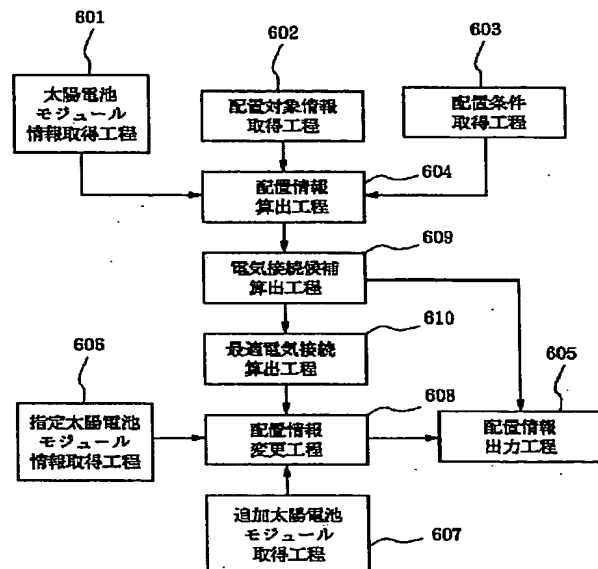 601
602
603
太陽電池
モジュール
情報取得工程
配置対象情報
取得工程
配置条件
取得工程
604
配置情報
算出工程
609
電気接続候補
算出工程
610
最適電気接続
算出工程
606
608
605
指定太陽電池
モジュール
情報取得工程
配置情報
変更工程
配置情報
出力工程
追加太陽電池
モジュール
取得工程
607